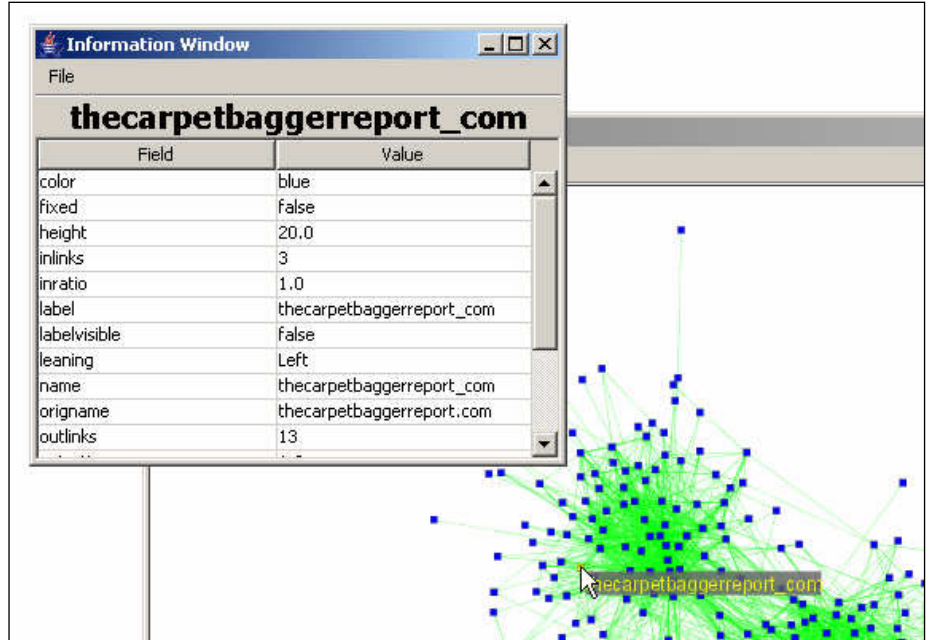 Information Window
File
thecarpetbaggerreport_com
Field Value
color blue
fixed false
height 20.0
inlinks 3
inratio 1.0
label thecarpetbaggerreport_com
labelvisible false
leaning Left
name thecarpetbaggerreport_com
origname thecarpetbaggerreport.com
outlinks 13